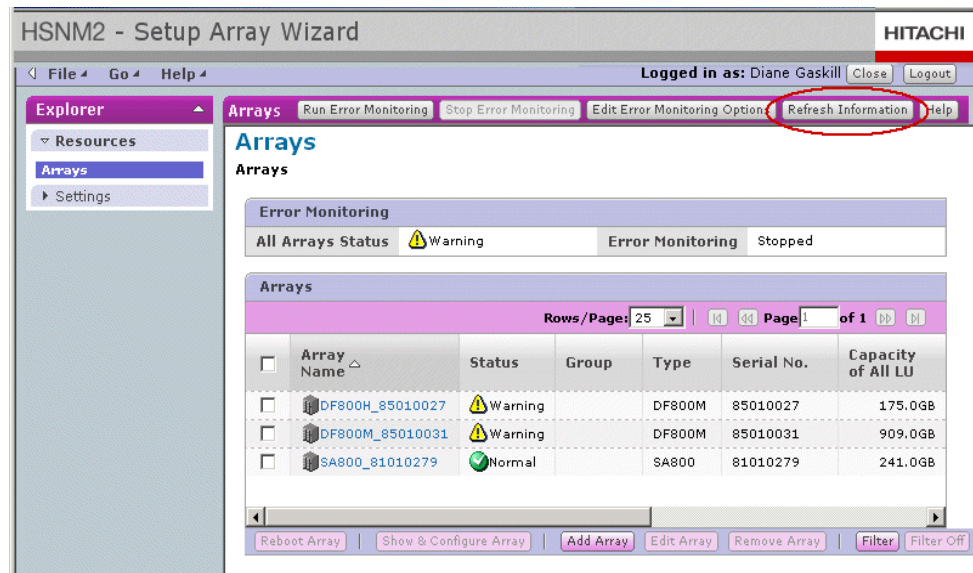 HSNM2 - Setup Array Wizard
HITACHI
File Go Help
Logged in as: Diane Gaskill Close Logout
Explorer
Resources
Arrays
Settings
Arrays Run Error Monitoring Stop Error Monitoring Edit Error Monitoring Options Refresh Information Help
Arrays
Arrays
Error Monitoring
All Arrays Status Warning Error Monitoring Stopped
Arrays
Rows/Page: 25 Page 1 of 1
Array Name Status Group Type Serial No. Capacity of All LU
DF800H_85010027 Warning DF800M 85010027 175.0GB
DF800M_85010031 Warning DF800M 85010031 909.0GB
SA800_81010279 Normal SA800 81010279 241.0GB
Reboot Array Show & Configure Array Add Array Edit Array Remove Array Filter Filter Off